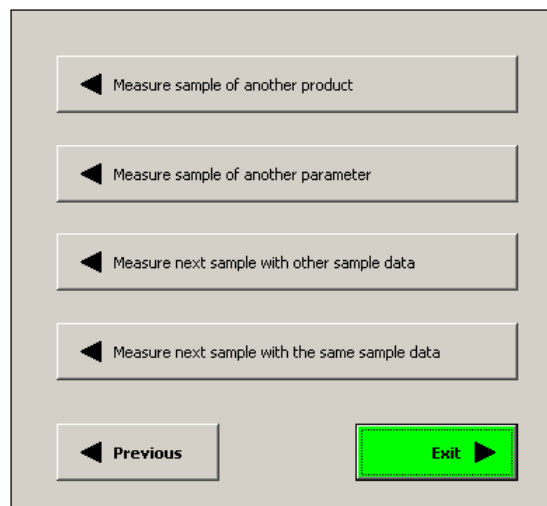 Measure sample of another product
Measure sample of another parameter
Measure next sample with other sample data
Measure next sample with the same sample data
Previous
Exit